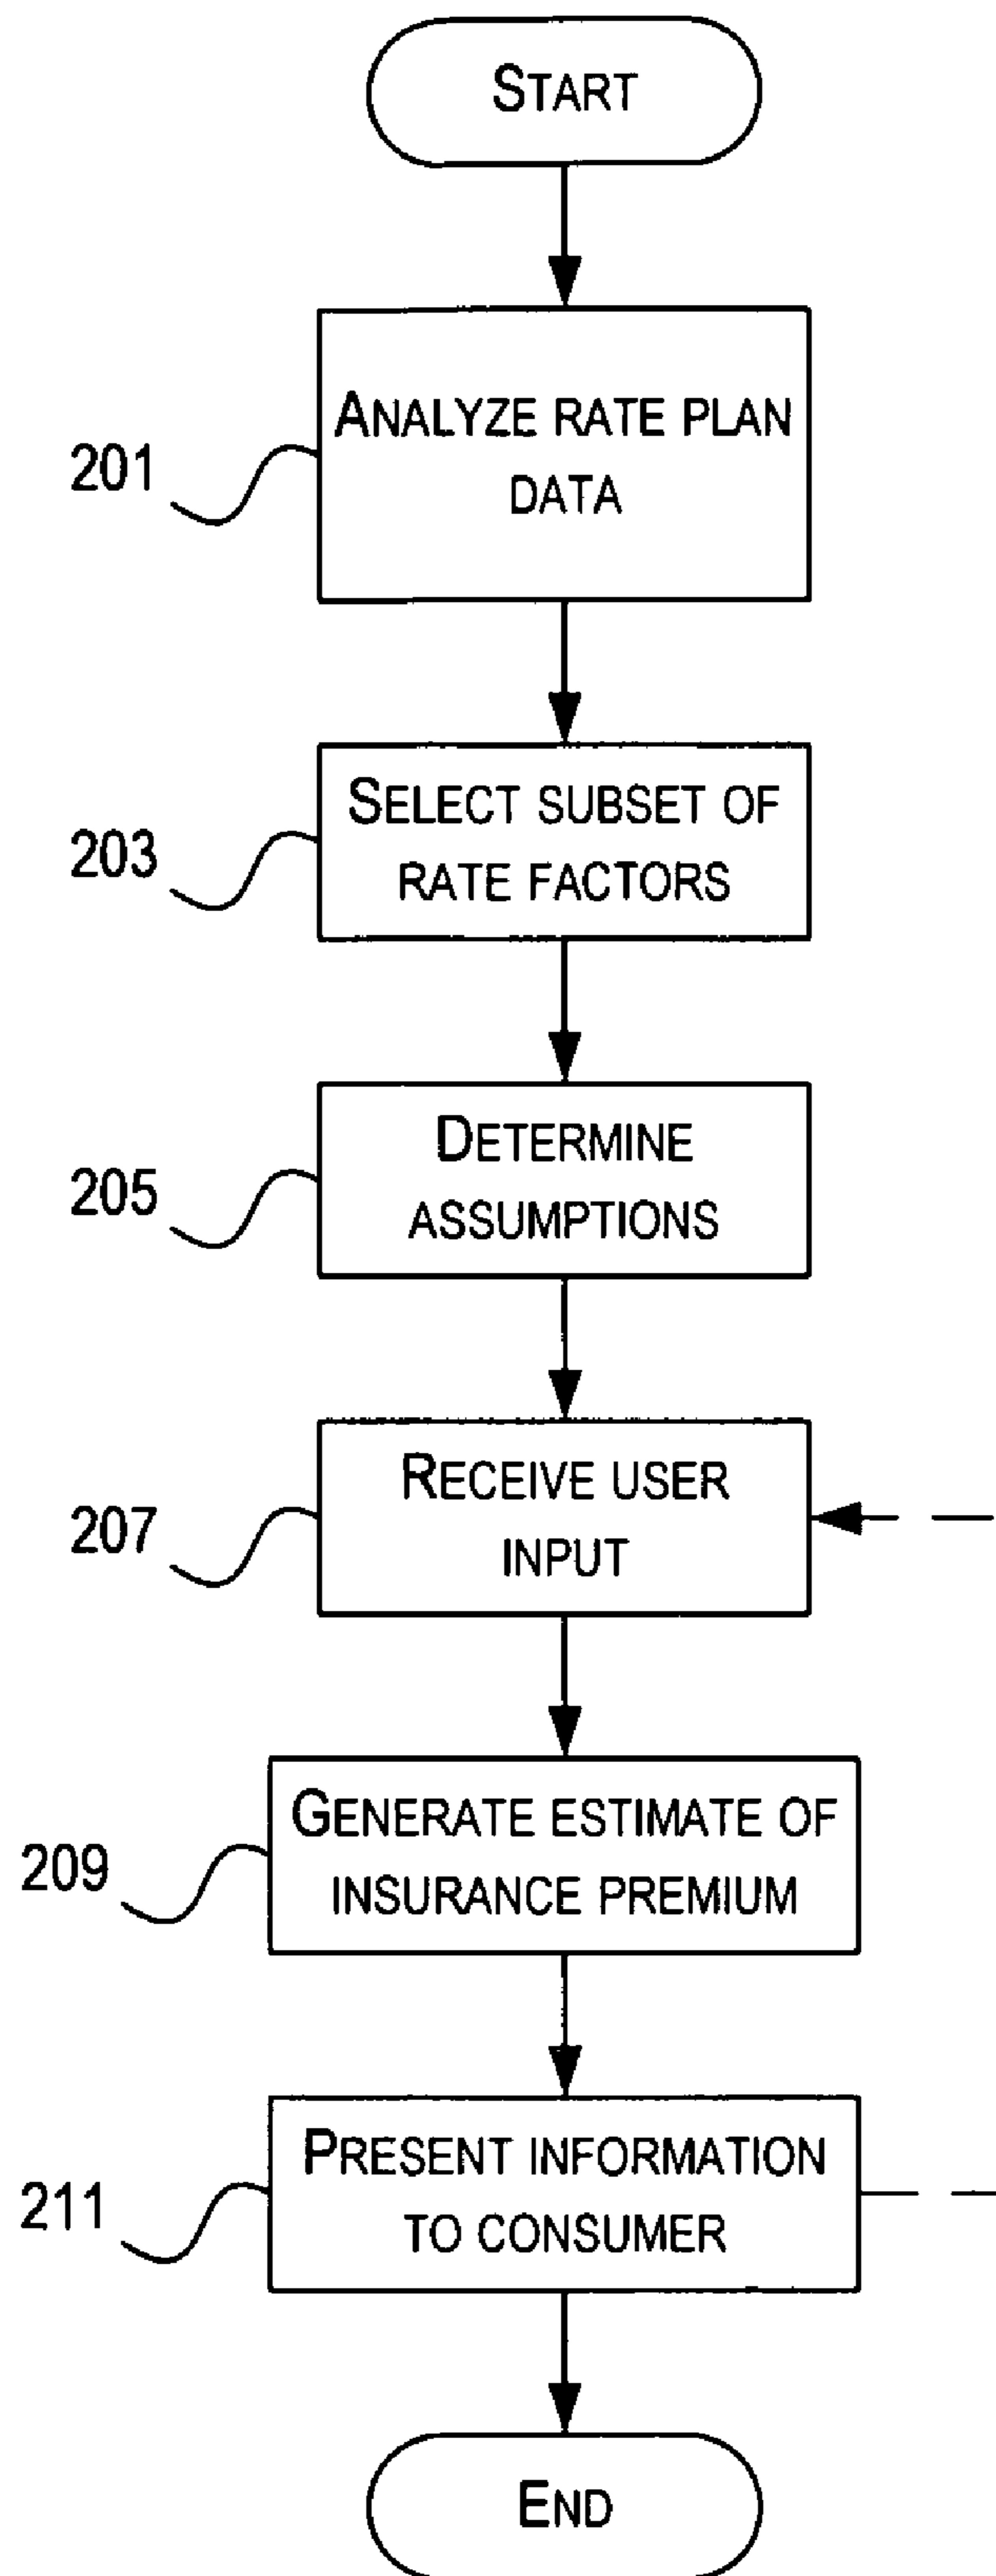 START
ANALYZE RATE PLAN
DATA
201
SELECT SUBSET OF
RATE FACTORS
203
DETERMINE
ASSUMPTIONS
205
RECEIVE USER
INPUT
207
GENERATE ESTIMATE OF
INSURANCE PREMIUM
209
PRESENT INFORMATION
TO CONSUMER
211
END